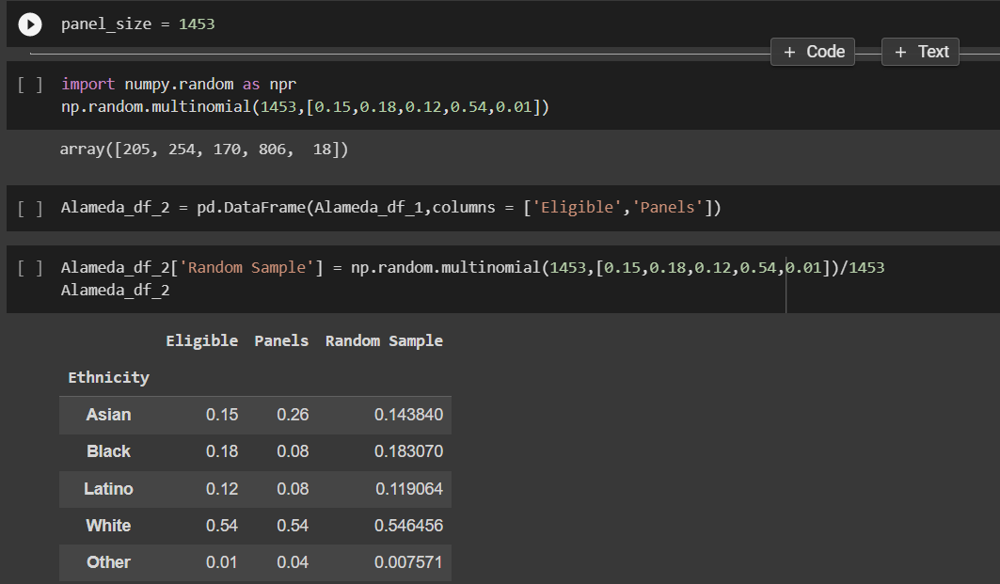 panel_size = 1453
+ Code + Text
[ ] import numpy.random as npr
np.random.multinomial(1453,[0.15,0.18,0.12,0.54,0.01])
array([205, 254, 170, 806,  18])
[ ] Alameda_df_2 = pd.DataFrame(Alameda_df_1,columns = ['Eligible','Panels'])
[ ] Alameda_df_2['Random Sample'] = np.random.multinomial(1453,[0.15,0.18,0.12,0.54,0.01])/1453
Alameda_df_2
Eligible Panels Random Sample
Ethnicity
Asian 0.15 0.26 0.143840
Black 0.18 0.08 0.183070
Latino 0.12 0.08 0.119064
White 0.54 0.54 0.546456
Other 0.01 0.04 0.007571